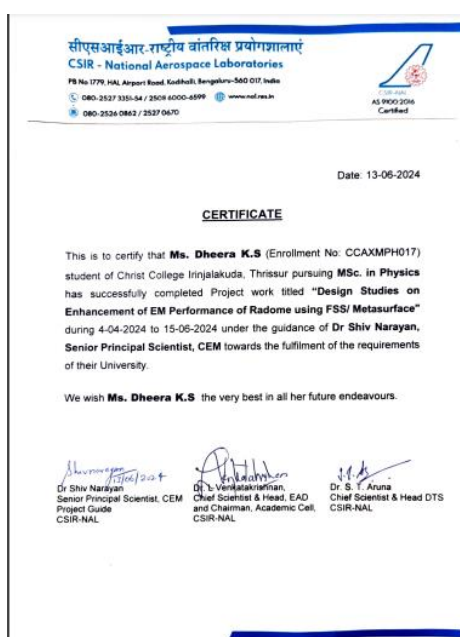 सीएसआईआर-राष्ट्रीय वांतरिक्ष प्रयोगशालाएं
CSIR - National Aerospace Laboratories
PB No 1779, HAL Airport Road, Kodihalli, Bengaluru-560 017, India
080-2527 3351-54 / 2508 6000-6599 www.nal.res.in
080-2526 0862 / 2527 0670
CSIR-NAL
AS 9100:2016
Certified
Date: 13-06-2024
CERTIFICATE
This is to certify that Ms. Dheera K.S (Enrollment No: CCAXMPH017)
student of Christ College Irinjalakuda, Thrissur pursuing MSc. in Physics
has successfully completed Project work titled "Design Studies on
Enhancement of EM Performance of Radome using FSS/ Metasurface"
during 4-04-2024 to 15-06-2024 under the guidance of Dr Shiv Narayan,
Senior Principal Scientist, CEM towards the fulfilment of the requirements
of their University.
We wish Ms. Dheera K.S the very best in all her future endeavours.
Shivnarayan
13/06/2024
Dr Shiv Narayan
Senior Principal Scientist, CEM
Project Guide
CSIR-NAL
Dr. L Venkatakrishnan,
Chief Scientist & Head, EAD
and Chairman, Academic Cell,
CSIR-NAL
Dr. S. T. Aruna
Chief Scientist & Head DTS
CSIR-NAL